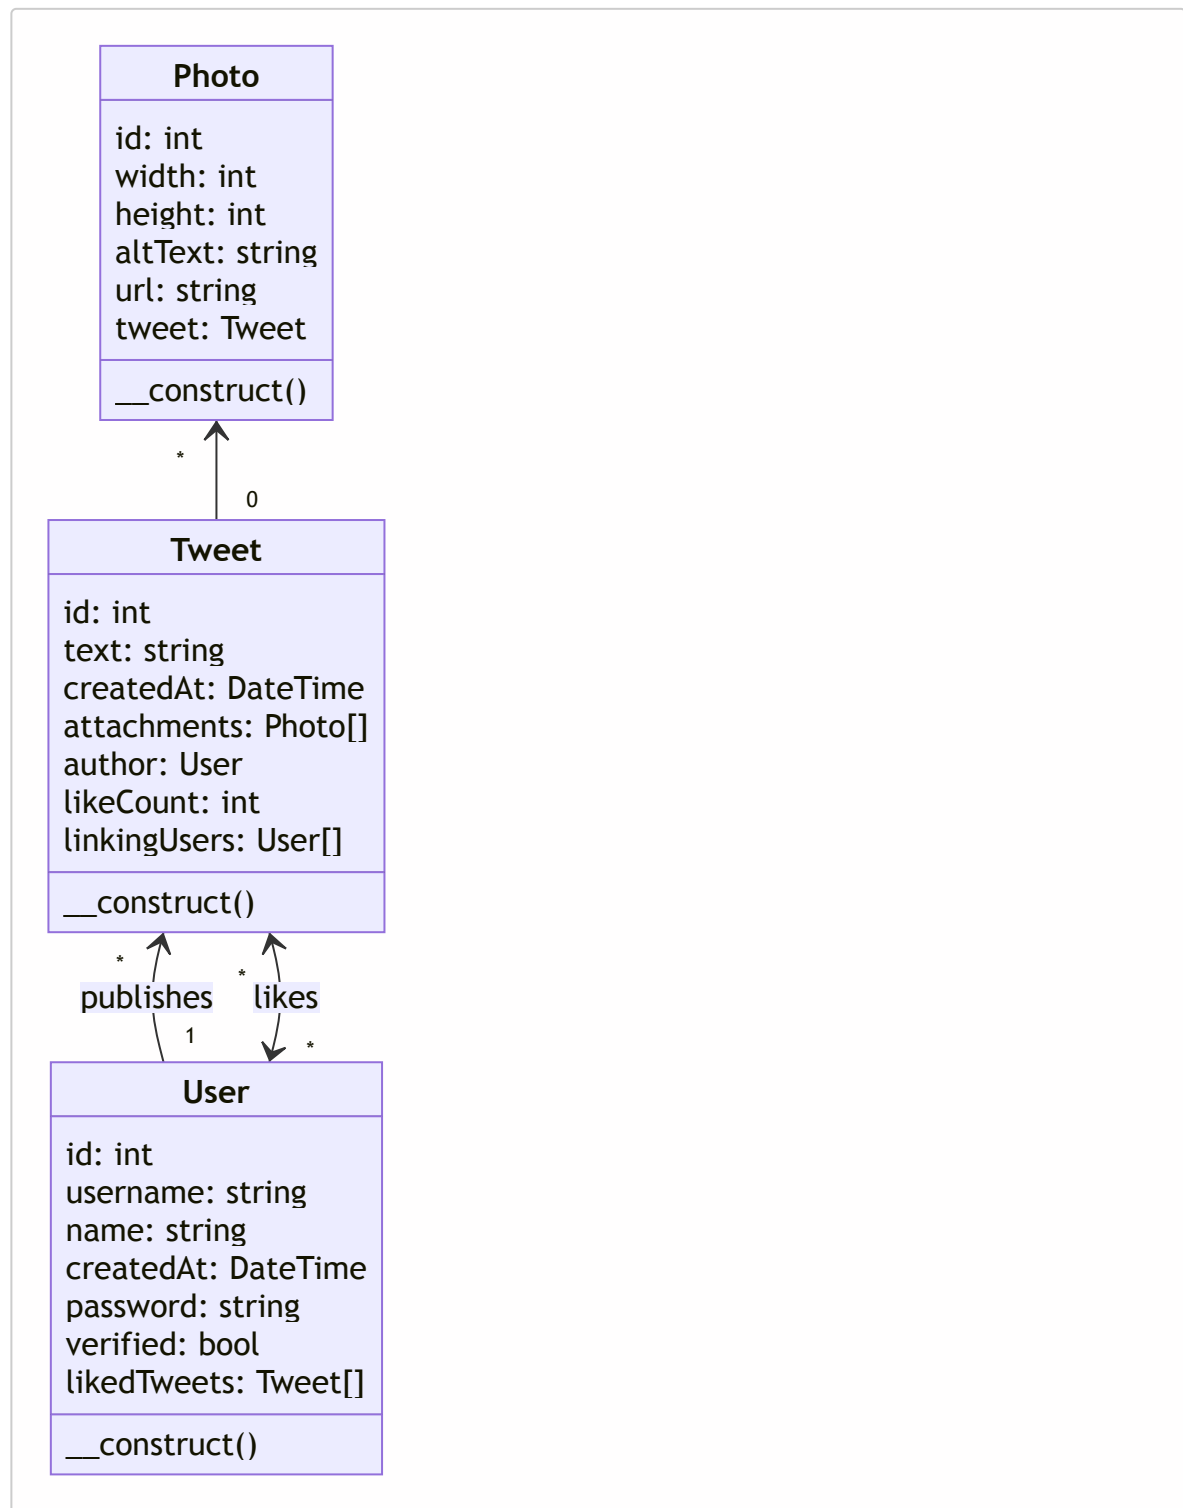 Photo
id: int
width: int
height: int
altText: string
url: string
tweet: Tweet
__construct()
*
0
Tweet
id: int
text: string
createdAt: DateTime
attachments: Photo[]
author: User
likeCount: int
linkingUsers: User[]
__construct()
*
*
publishes
likes
1
*
User
id: int
username: string
name: string
createdAt: DateTime
password: string
verified: bool
likedTweets: Tweet[]
__construct()